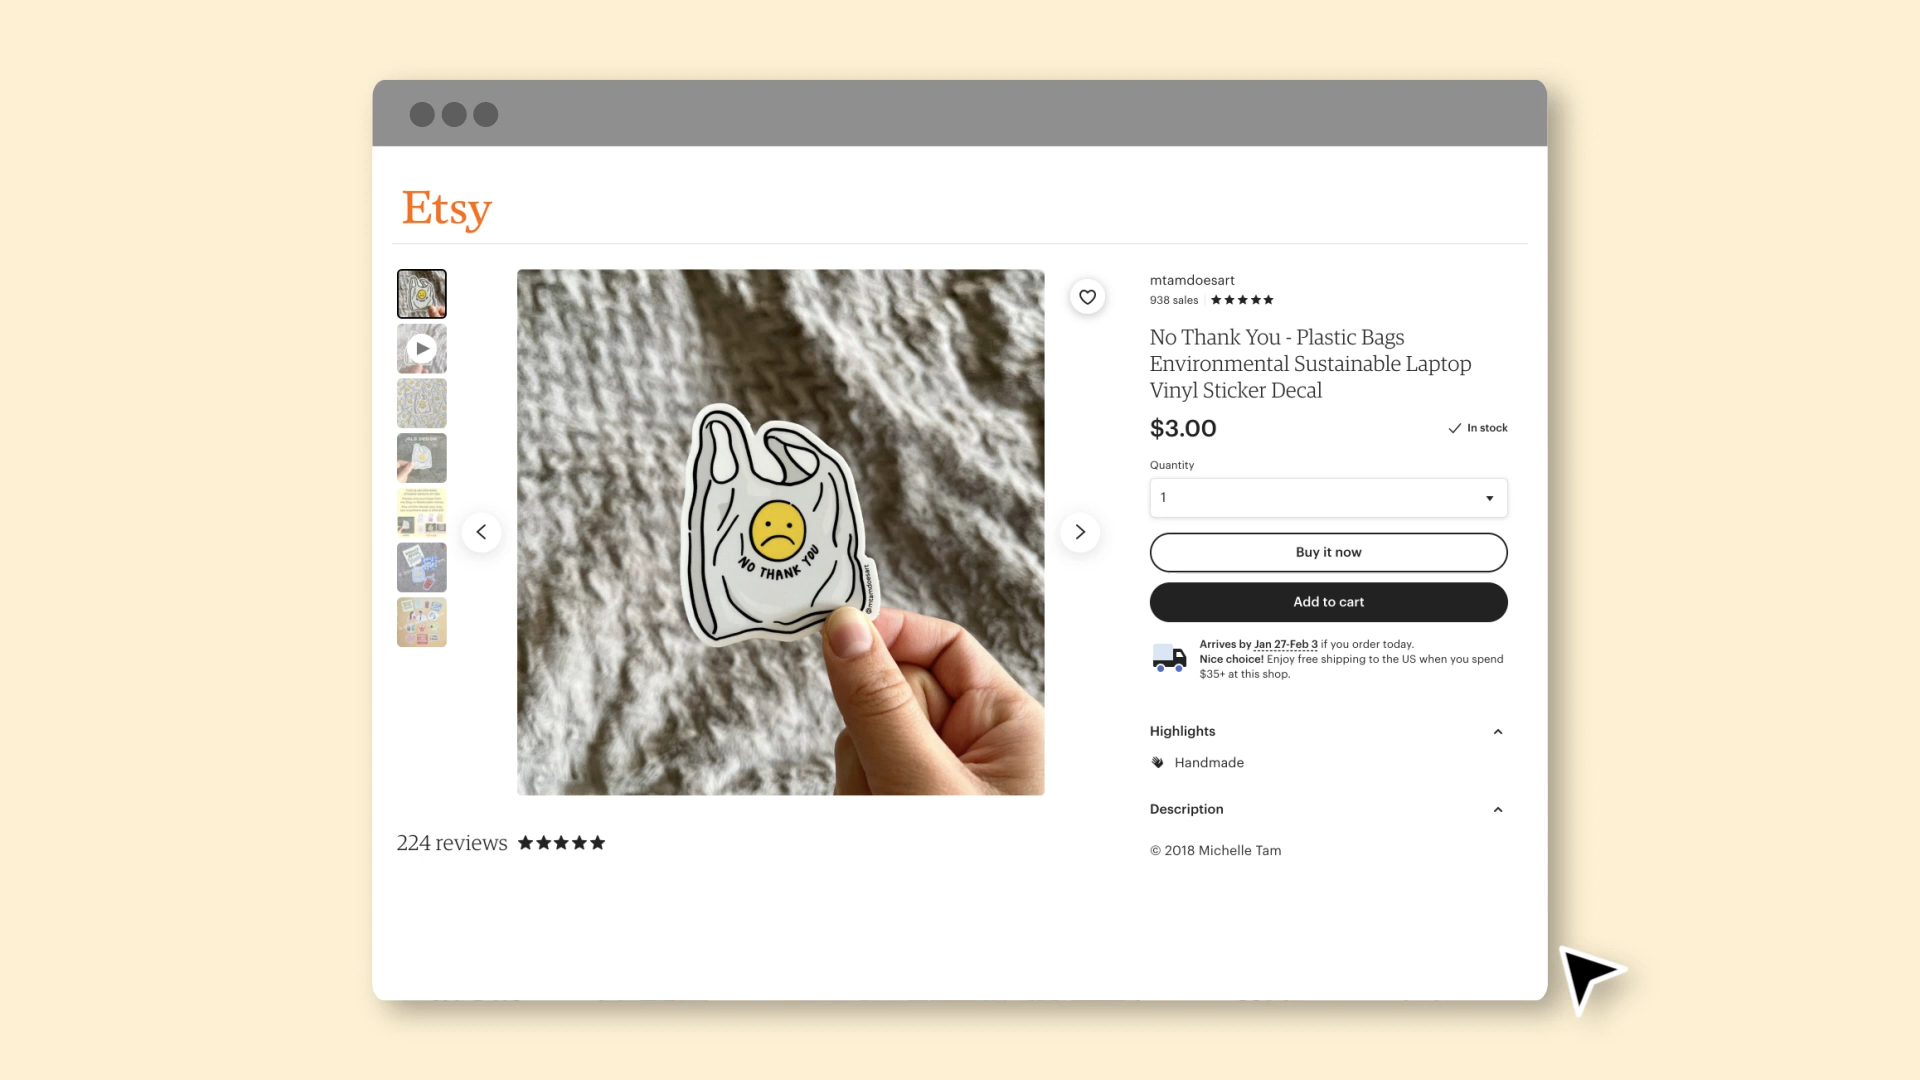 Etsy
mtamdoesart
938 sales
No Thank You - Plastic Bags
Environmental Sustainable Laptop
Vinyl Sticker Decal
$3.00
In stock
Quantity
1
Buy it now
Add to cart
Arrives by Jan 27-Feb 3 if you order today.
Nice choice! Enjoy free shipping to the US when you spend
$35+ at this shop.
Highlights
Handmade
Description
© 2018 Michelle Tam
NO THANK YOU
@mtamdoesart
224 reviews